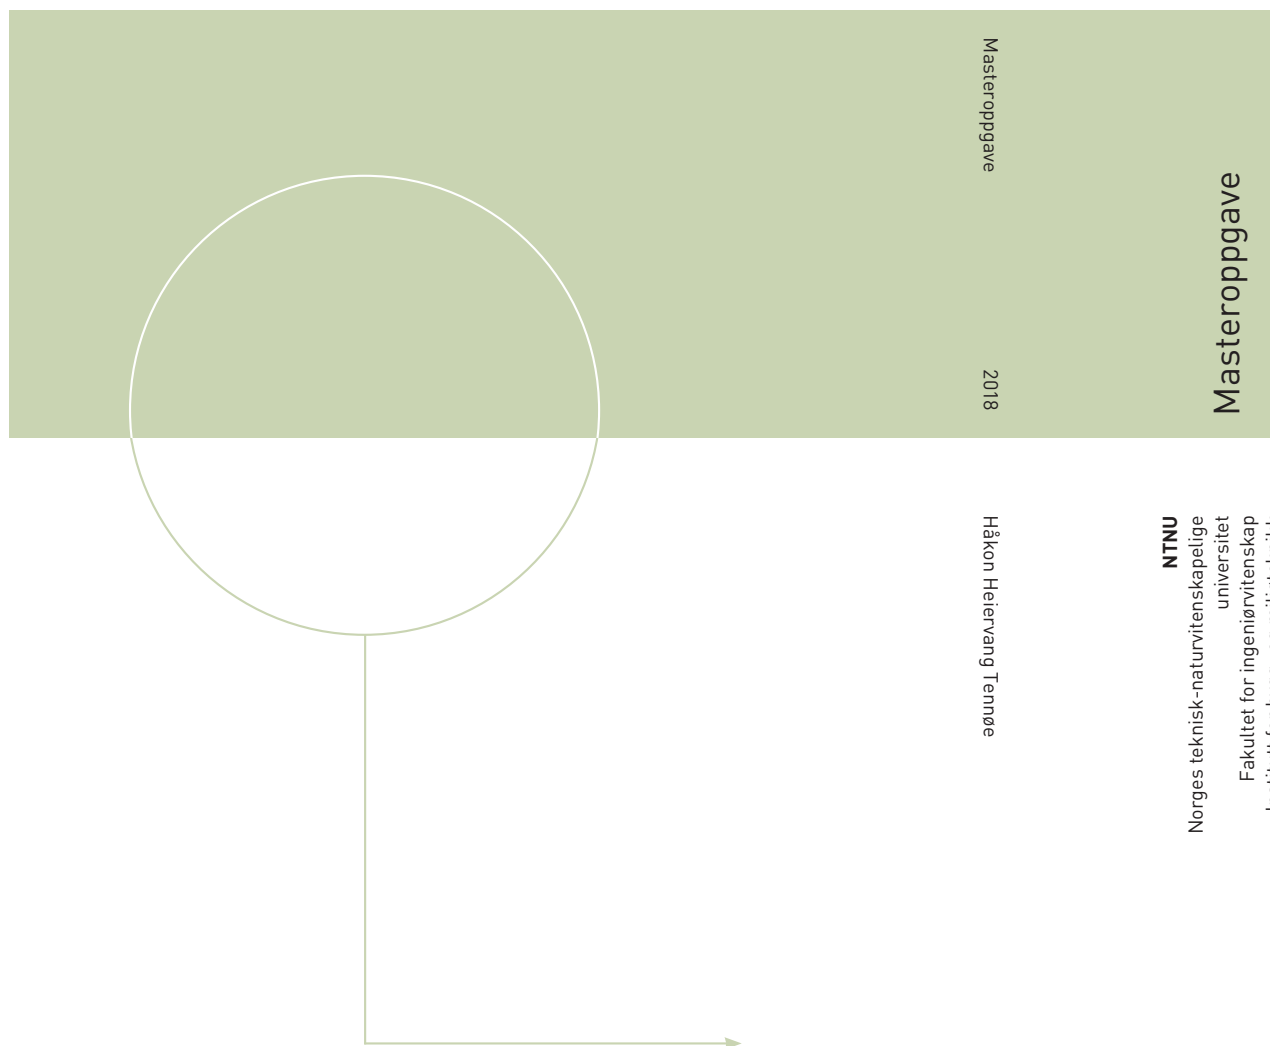 Masteroppgave
2018
Håkon Heiervang Tennøe
Masteroppgave
NTNU
Norges teknisk-naturvitenskapelige
universitet
Fakultet for ingeniørvitenskap